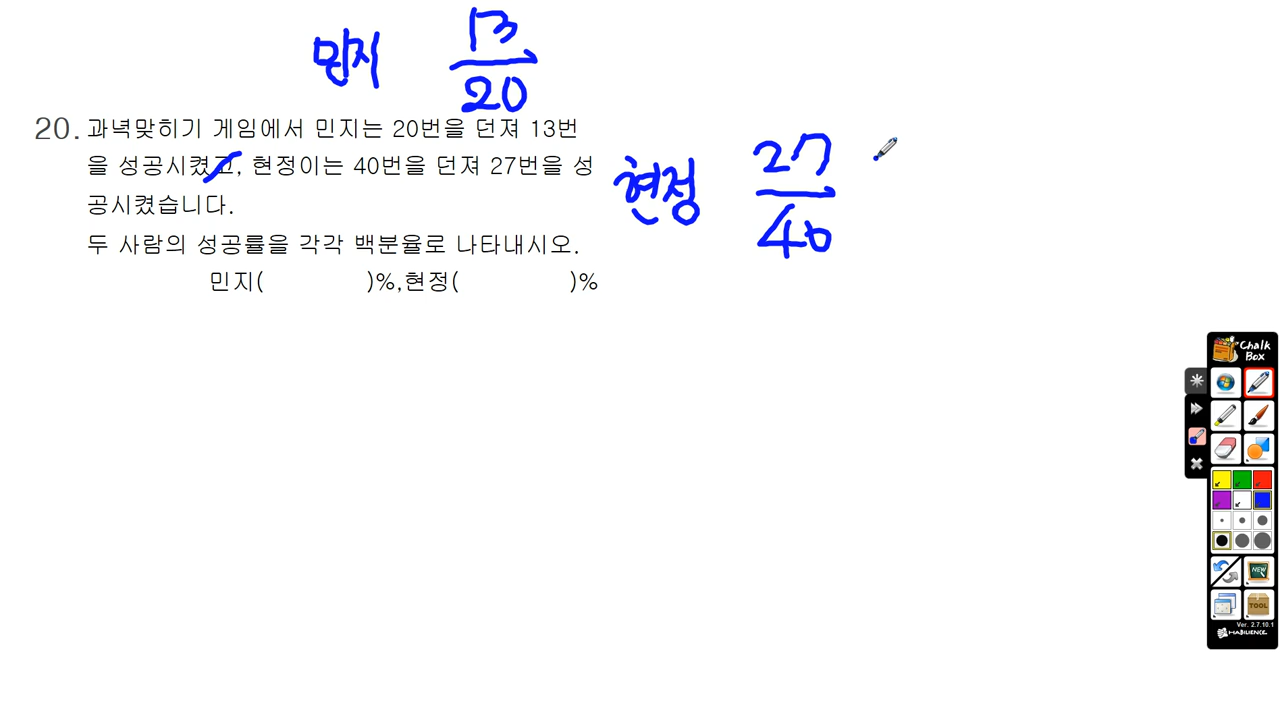 민지 13/20
20. 과녁맞히기 게임에서 민지는 20번을 던져 13번
을 성공시켰고, 현정이는 40번을 던져 27번을 성
공시켰습니다.
두 사람의 성공률을 각각 백분율로 나타내시오.
민지( )%,현정( )%
현정 27/40
Chalk
Box
NEW
TOOL
Ver. 2.7.10.1
HABILIENCE